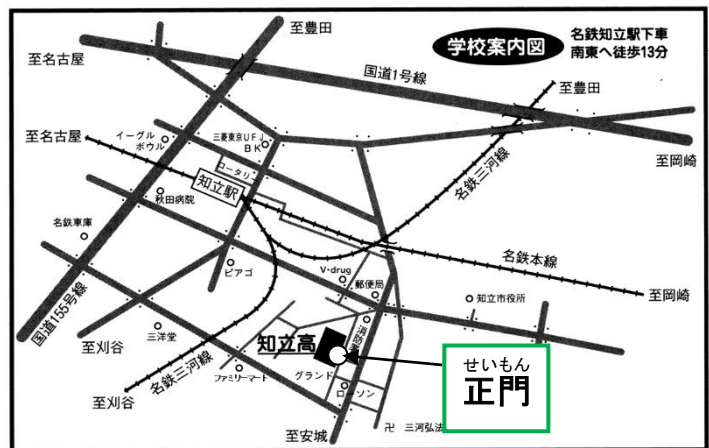 至豊田
学校案内図
名鉄知立駅下車
南東へ徒歩13分
至名古屋
国道1号線
至豊田
至名古屋
イーグル
ボウル
三菱東京UFJ
BK
至岡崎
ロータリー
知立駅
秋田病院
名鉄三河線
名鉄車庫
ピアゴ
V・drug
名鉄本線
郵便局
知立市役所
至岡崎
国道155号線
三洋堂
消防署
知立高
至刈谷
名鉄三河線
ファミリーマート
グランド
ローソン
せいもん
正門
至刈谷
至安城
卍 三河弘法